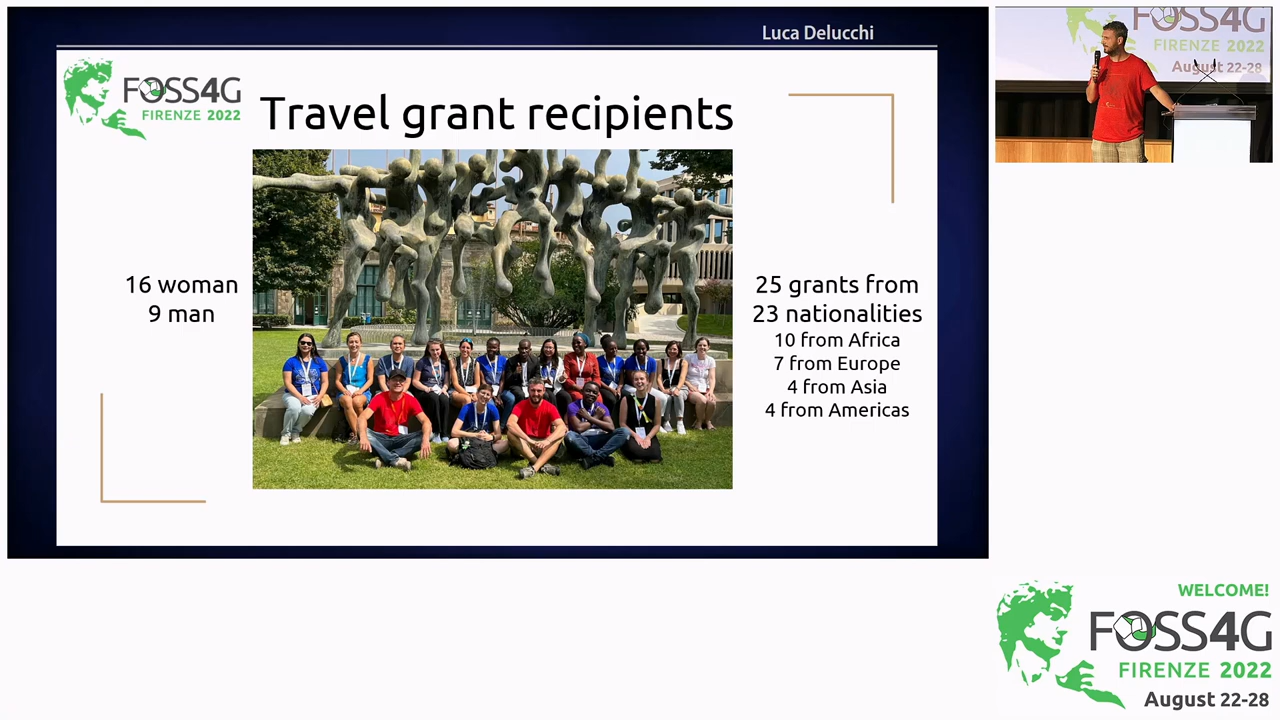 Luca Delucchi
FOSS4G
FIRENZE 2022
Travel grant recipients
16 woman
9 man
25 grants from
23 nationalities
10 from Africa
7 from Europe
4 from Asia
4 from Americas
FOSS4G
FIRENZE 2022
August 22-28
WELCOME!
FOSS4G
FIRENZE 2022
August 22-28